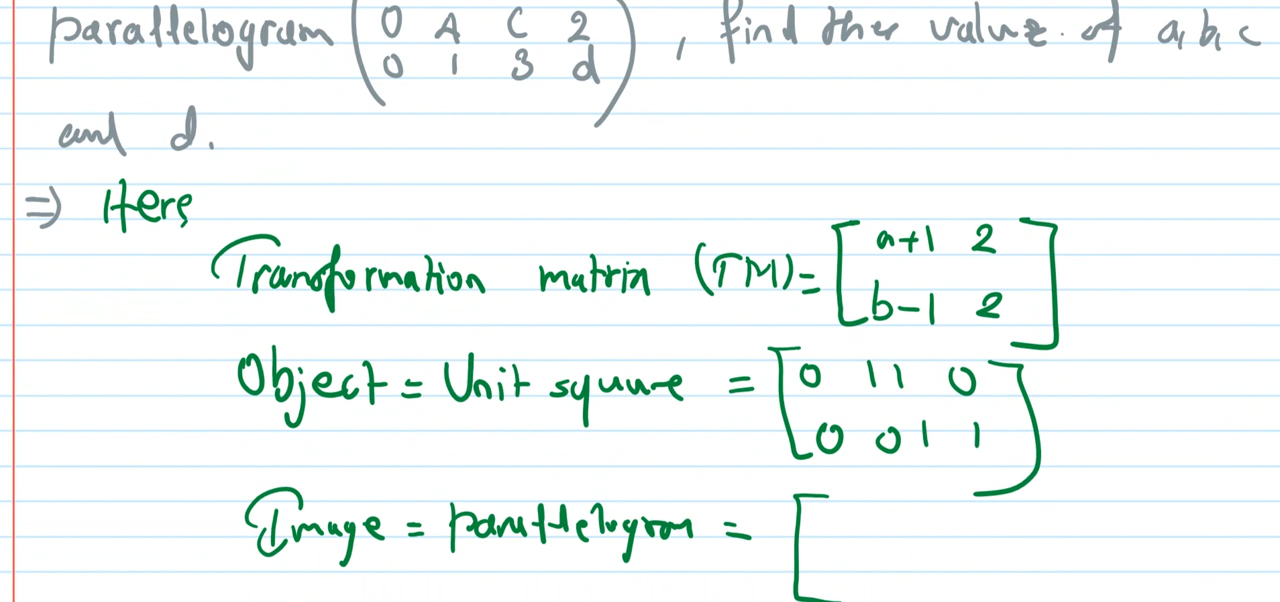 parallelogram (0 A C 2 , find the value of a, b, c
0 1 3 d)
and d.
⇒ Here
Transformation matrix (TM) = [a+1 2
b-1 2]
Object = Unit square = [0 1 1 0
0 0 1 1]
Image = parallelogram = [